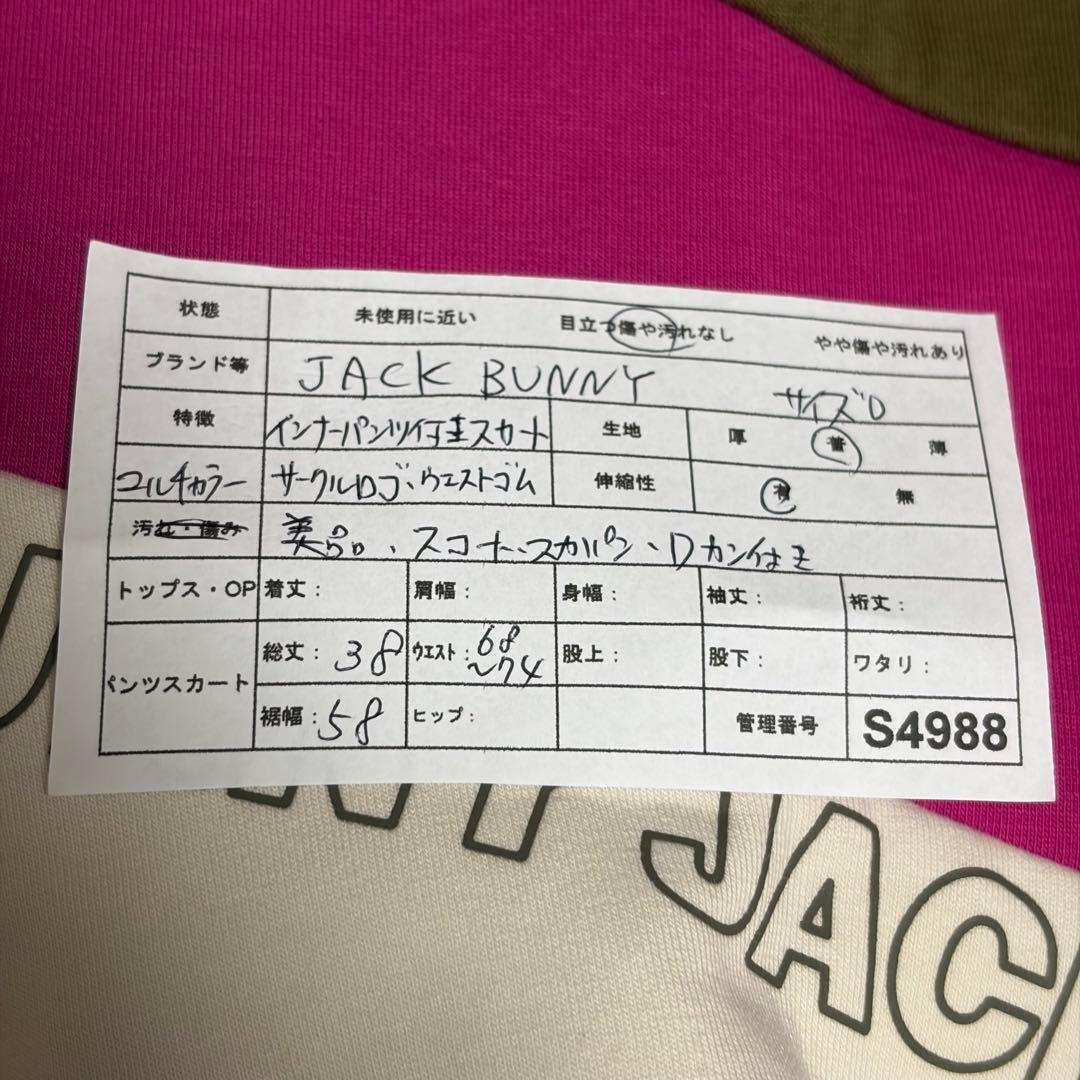 状態 未使用に近い 目立つ傷や汚れなし やや傷や汚れあり
ブランド等 JACK BUNNY サイズ0
特徴 インナーパンツ付きスカート 生地 厚 普 薄
マルチカラー サークルロゴ、ウエストゴム 伸縮性 有 無
汚れ・傷み 美品、スコート、スカパン、Dカン付き
トップス・OP 着丈: 肩幅: 身幅: 袖丈: 裄丈:
パンツスカート 総丈: 38 ウエスト: 68~74 股上: 股下: ワタリ:
裾幅: 58 ヒップ: 管理番号 S4988
NY JACK